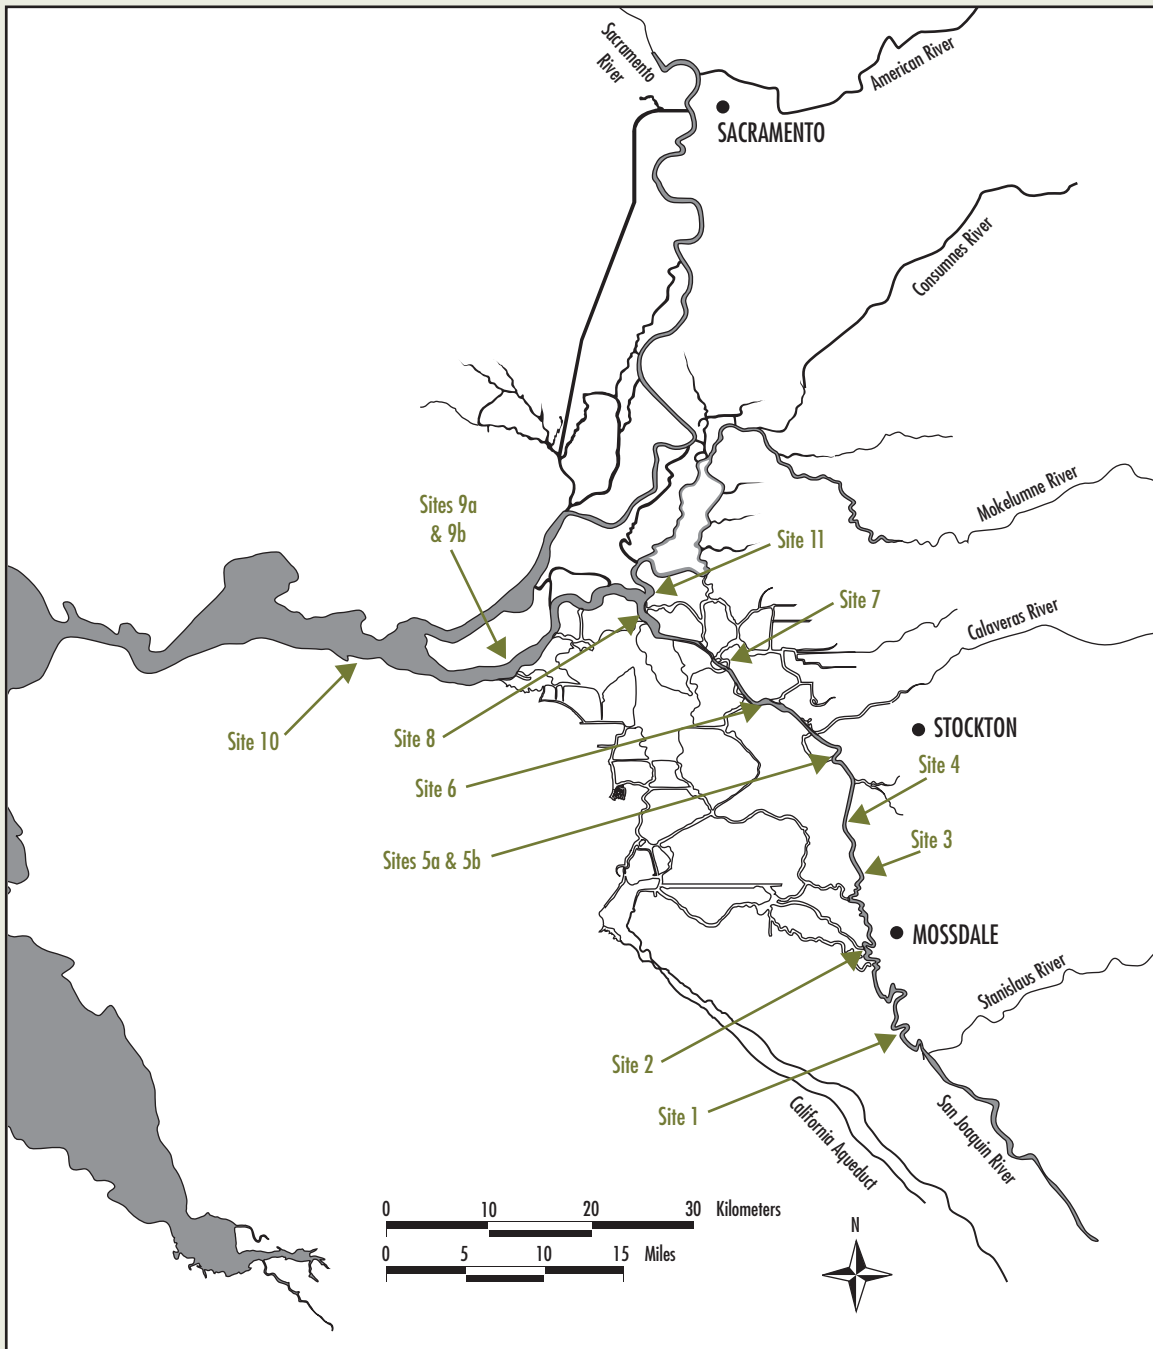 Sacramento
River
American River
SACRAMENTO
Consumnes River
Mokelumne River
Sites 9a
& 9b
Site 11
Site 7
Calaveras River
Site 10
Site 8
STOCKTON
Site 6
Site 4
Sites 5a & 5b
Site 3
MOSSDALE
Stanislaus River
Site 2
Site 1
California Aqueduct
San Joaquin River
0 10 20 30 Kilometers
0 5 10 15 Miles
N